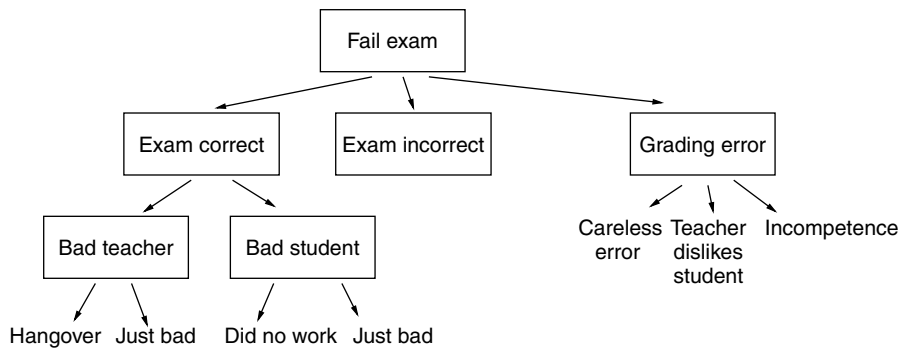 Fail exam
Exam correct
Exam incorrect
Grading error
Careless
error
Teacher
dislikes
student
Incompetence
Bad teacher
Bad student
Hangover
Just bad
Did no work
Just bad